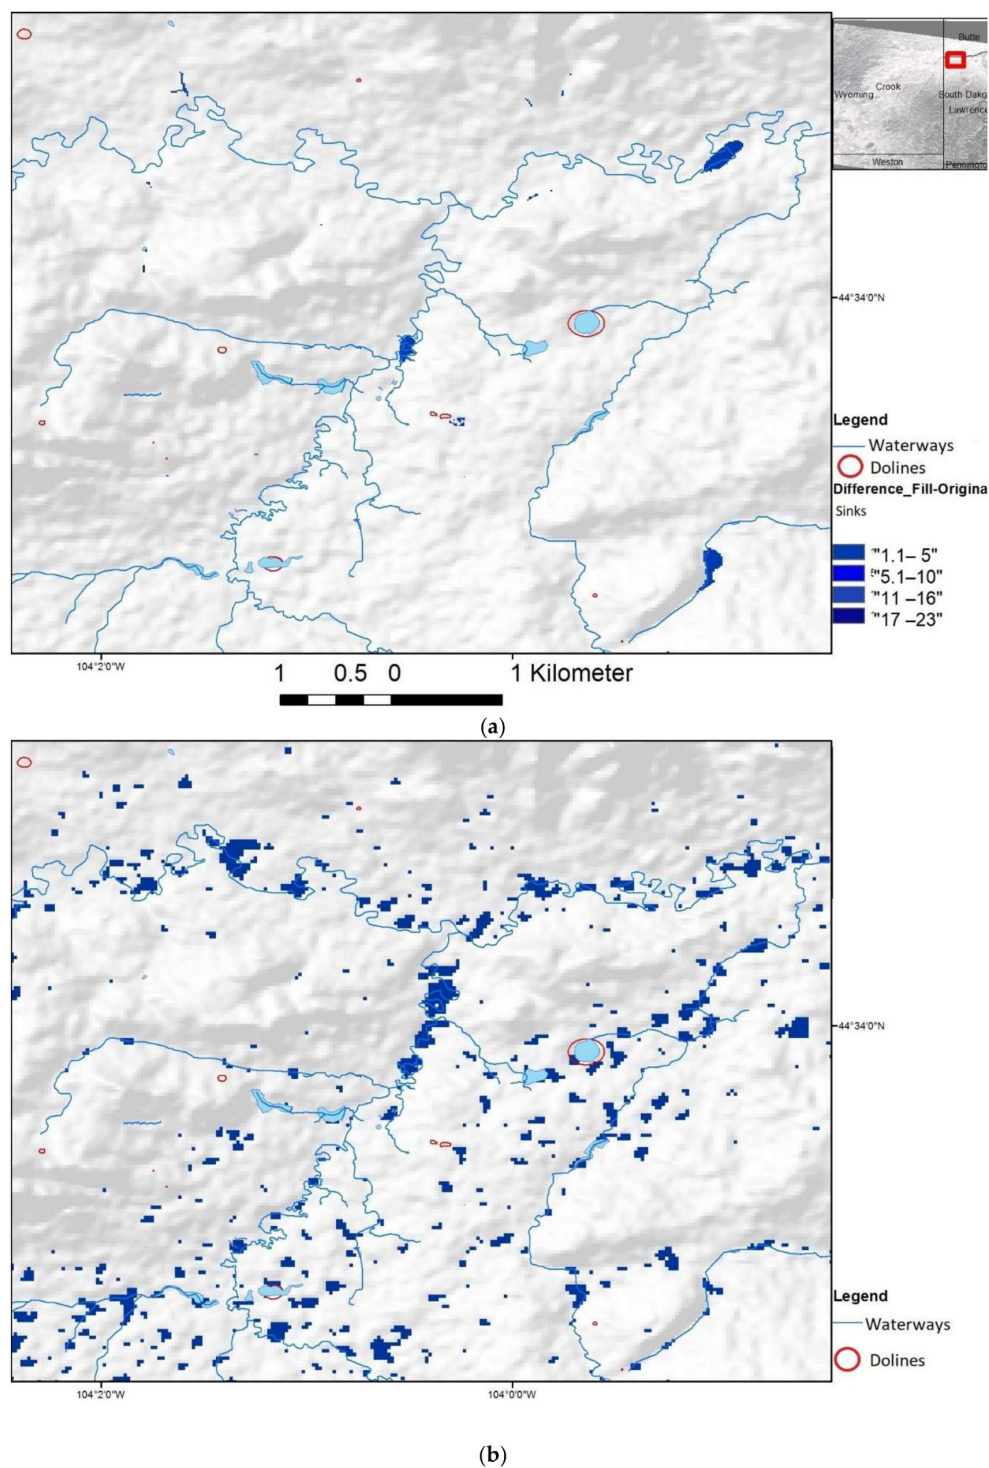 Butte
Crook
Wyoming
South Dako
Lawrence
Weston
Penningto
44°34'0"N
Legend
Waterways
Dolines
Difference_Fill-Origina
Sinks
"1.1– 5"
"5.1–10"
"11 –16"
"17 –23"
104°2'0"W
1 0.5 0 1 Kilometer
(a)
44°34'0"N
Legend
Waterways
Dolines
104°2'0"W 104°0'0"W
(b)